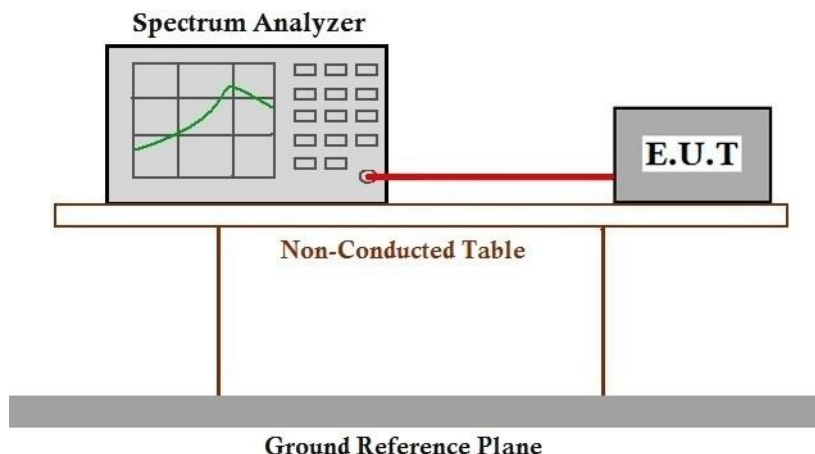 Spectrum Analyzer
E.U.T
Non-Conducted Table
Ground Reference Plane